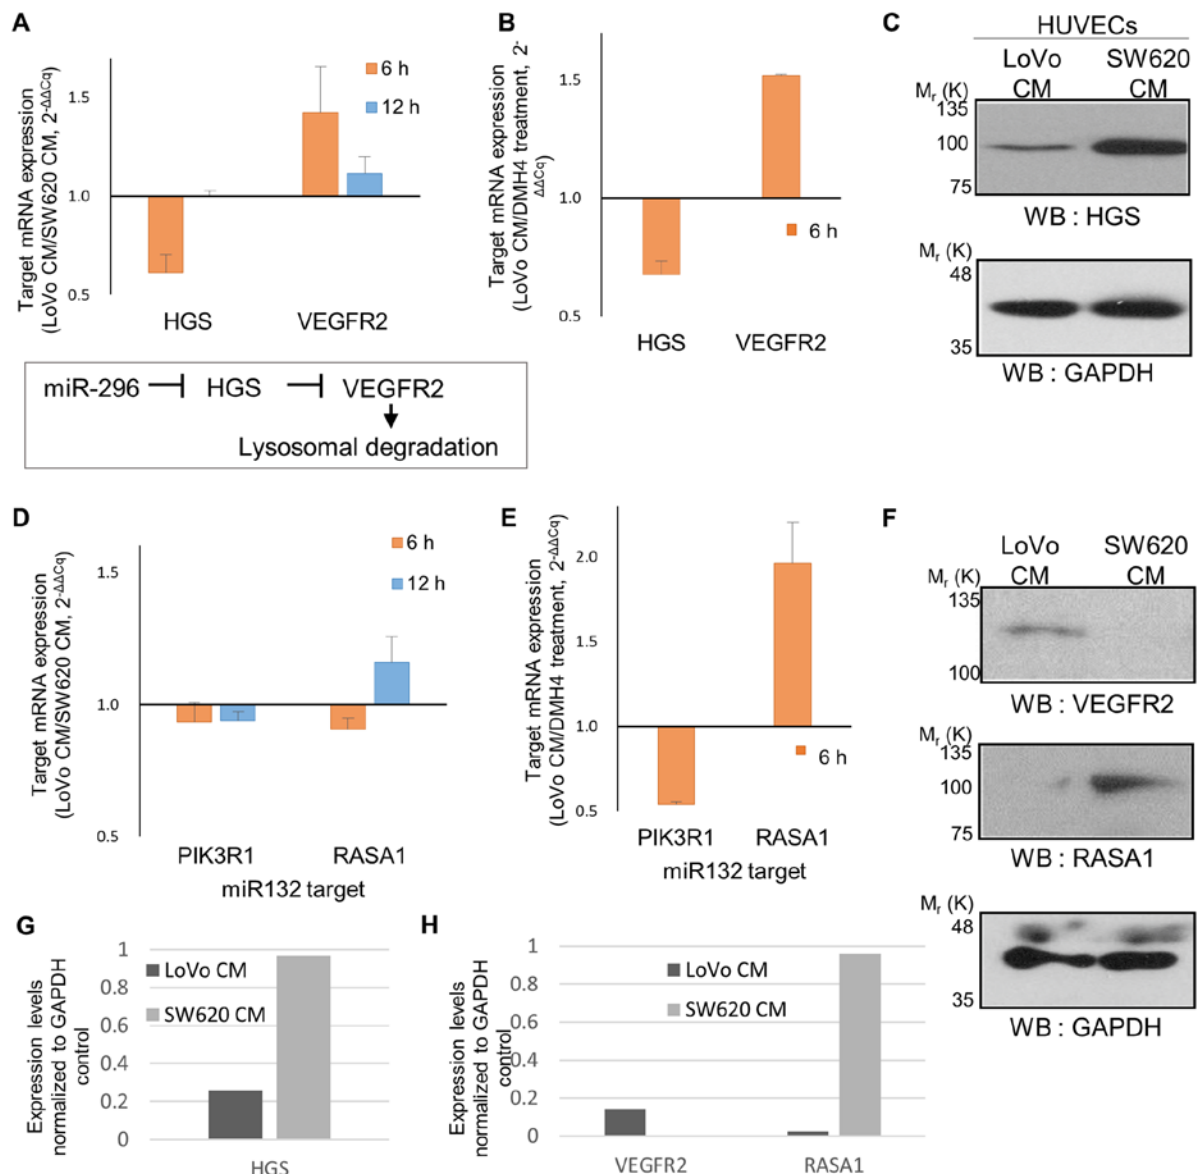 A
Target mRNA expression
(LoVo CM/SW620 CM, 2-ΔΔCq)
1.5
1.0
0.5
6 h
12 h
HGS VEGFR2
B
Target mRNA expression
(LoVo CM/DMH4 treatment, 2-
ΔΔCq)
1.5
1.0
0.5
6 h
HGS VEGFR2
C
HUVECs
LoVo SW620
CM CM
Mr (K)
135
100
75
WB : HGS
Mr (K)
48
35
WB : GAPDH
miR-296 HGS VEGFR2
Lysosomal degradation
D
Target mRNA expression
(LoVo CM/SW620 CM, 2-ΔΔCq)
1.5
1.0
0.5
6 h
12 h
PIK3R1 RASA1
miR132 target
E
Target mRNA expression
(LoVo CM/DMH4 treatment, 2-ΔΔCq)
2.0
1.5
1.0
0.5
6 h
PIK3R1 RASA1
miR132 target
F
LoVo SW620
CM CM
Mr (K)
135
100
WB : VEGFR2
Mr (K)
135
100
75
WB : RASA1
Mr (K)
48
35
WB : GAPDH
G
Expression levels
normalized to GAPDH
control
1
0.8
0.6
0.4
0.2
0
LoVo CM
SW620 CM
HGS
H
Expression levels
normalized to GAPDH
control
1
0.8
0.6
0.4
0.2
0
LoVo CM
SW620 CM
VEGFR2 RASA1